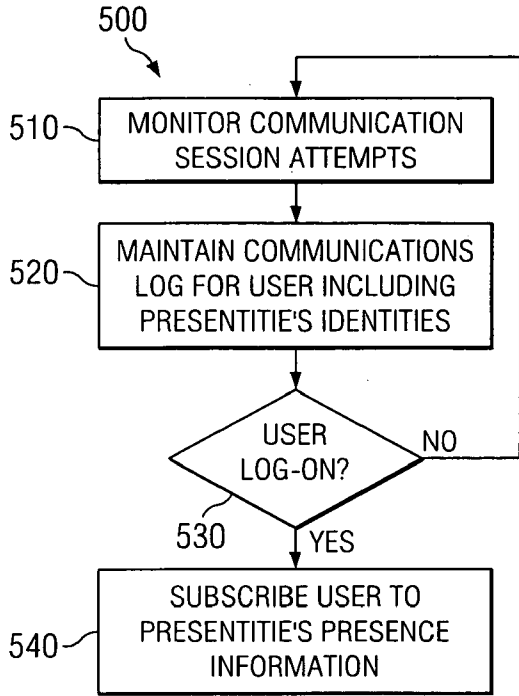 500
510
MONITOR COMMUNICATION
SESSION ATTEMPTS
520
MAINTAIN COMMUNICATIONS
LOG FOR USER INCLUDING
PRESENTITIE'S IDENTITIES
USER
LOG-ON?
NO
530
YES
540
SUBSCRIBE USER TO
PRESENTITIE'S PRESENCE
INFORMATION